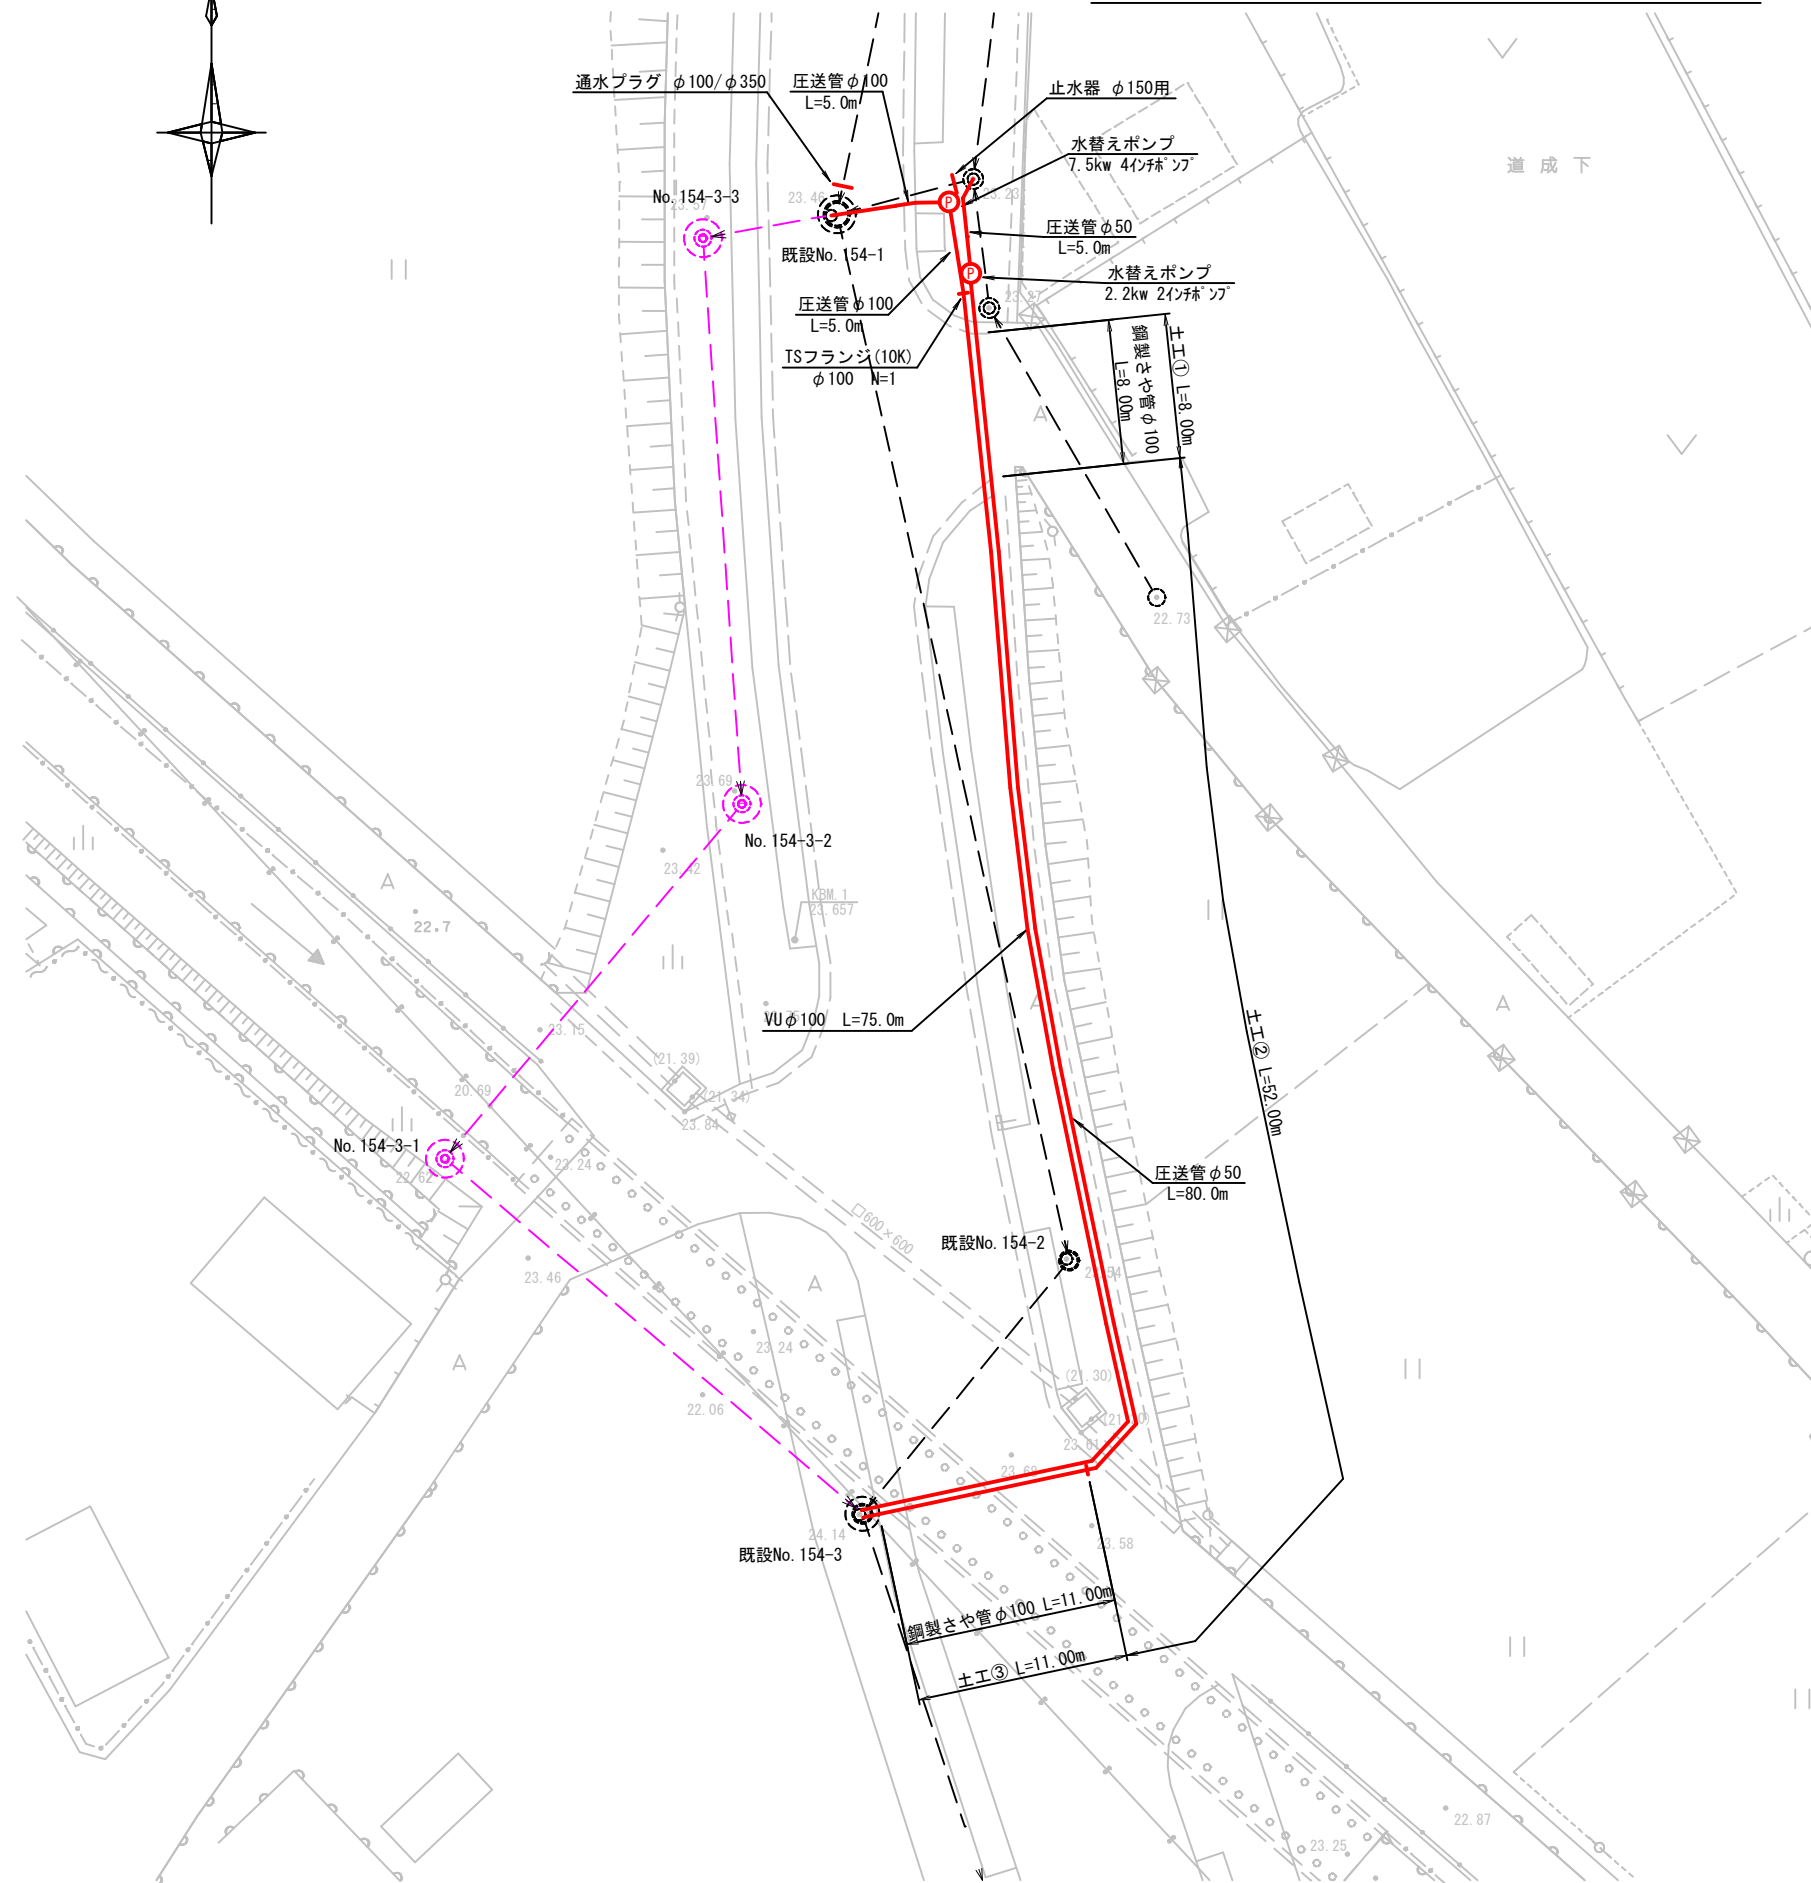 通水プラグ φ100/φ350
圧送管φ100
L=5.0m
止水器 φ150用
水替えポンプ
7.5kw 4インチポンプ
道成下
No.154-3-3
23.46
23.23
既設No.154-1
圧送管φ50
L=5.0m
水替えポンプ
2.2kw 2インチポンプ
P
P
圧送管φ100
L=5.0m
23.27
TSフランジ(10K)
φ100 N=1
鋼製さや管φ100
L=8.00m
土工① L=8.00m
A
22.73
23.69
No.154-3-2
23.42
KBM.1
23.657
A
22.7
VUφ100 L=75.0m
A
23.15
土工② L=52.00m
(21.39)
(21.34)
23.84
20.69
No.154-3-1
22.62
23.24
圧送管φ50
L=80.0m
□600×600
既設No.154-2
23.46
A
23.24
A
(21.30)
22.06
23.61
23.68
24.14
既設No.154-3
23.58
鋼製さや管φ100 L=11.00m
土工③ L=11.00m
22.87
23.25